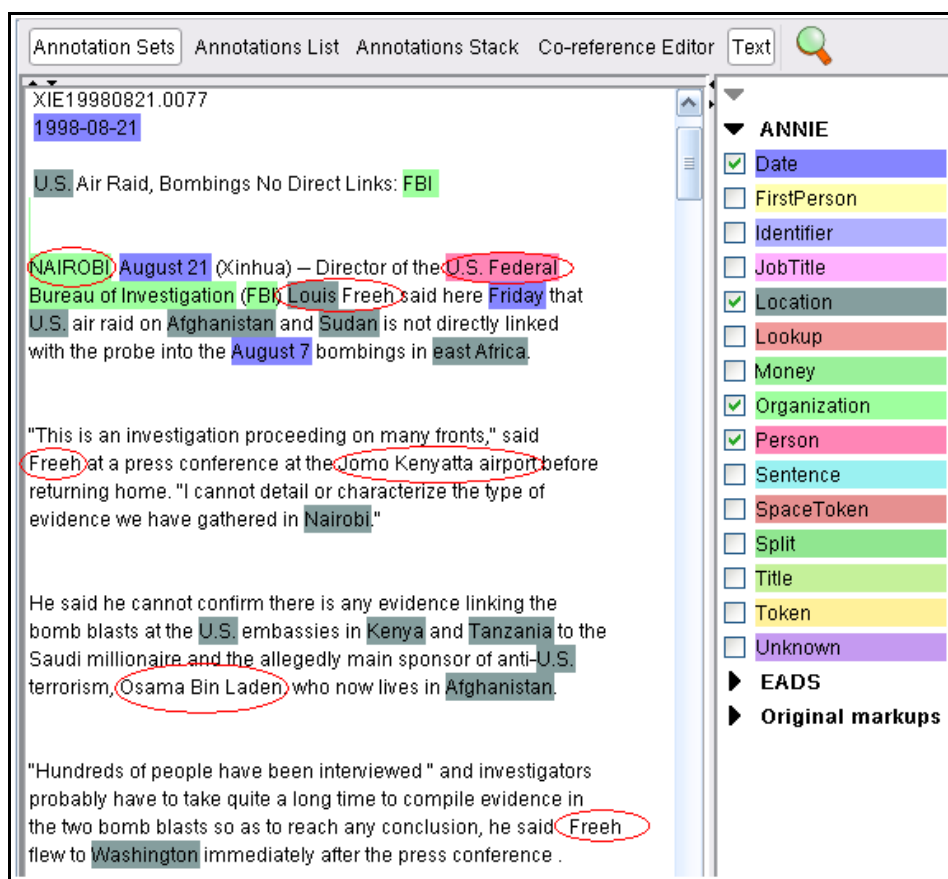 Annotation Sets Annotations List Annotations Stack Co-reference Editor Text
XIE19980821.0077
1998-08-21
U.S. Air Raid, Bombings No Direct Links: FBI
NAIROBI August 21 (Xinhua) — Director of the U.S. Federal
Bureau of Investigation (FBI) Louis Freeh said here Friday that
U.S. air raid on Afghanistan and Sudan is not directly linked
with the probe into the August 7 bombings in east Africa.
"This is an investigation proceeding on many fronts," said
Freeh at a press conference at the Jomo Kenyatta airport before
returning home. "I cannot detail or characterize the type of
evidence we have gathered in Nairobi."
He said he cannot confirm there is any evidence linking the
bomb blasts at the U.S. embassies in Kenya and Tanzania to the
Saudi millionaire and the allegedly main sponsor of anti-U.S.
terrorism, Osama Bin Laden, who now lives in Afghanistan.
"Hundreds of people have been interviewed " and investigators
probably have to take quite a long time to compile evidence in
the two bomb blasts so as to reach any conclusion, he said Freeh
flew to Washington immediately after the press conference .
ANNIE
Date
FirstPerson
Identifier
JobTitle
Location
Lookup
Money
Organization
Person
Sentence
SpaceToken
Split
Title
Token
Unknown
EADS
Original markups